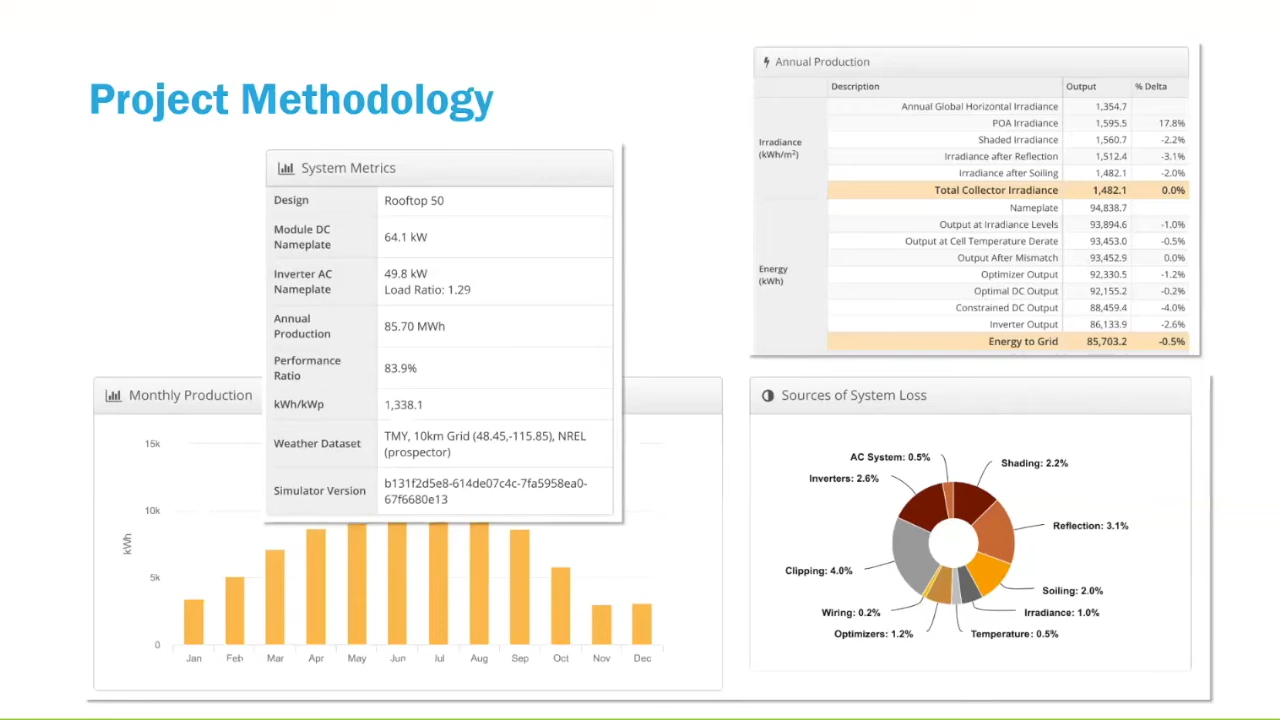 Project Methodology
System Metrics
Design Rooftop 50
Module DC
Nameplate
64.1 kW
Inverter AC
Nameplate
49.8 kW
Load Ratio: 1.29
Annual
Production
85.70 MWh
Performance
Ratio
83.9%
kWh/kWp 1,338.1
Weather Dataset
TMY, 10km Grid (48.45,-115.85), NREL
(prospector)
Simulator Version
b131f2d5e8-614de07c4c-7fa5958ea0-
67f6680e13
Annual Production
Description Output % Delta
Irradiance
(kWh/m²)
Annual Global Horizontal Irradiance 1,354.7
POA Irradiance 1,595.5 17.8%
Shaded Irradiance 1,560.7 -2.2%
Irradiance after Reflection 1,512.4 -3.1%
Irradiance after Soiling 1,482.1 -2.0%
Total Collector Irradiance 1,482.1 0.0%
Energy
(kWh)
Nameplate 94,838.7
Output at Irradiance Levels 93,894.6 -1.0%
Output at Cell Temperature Derate 93,453.0 -0.5%
Output After Mismatch 93,452.9 0.0%
Optimizer Output 92,330.5 -1.2%
Optimal DC Output 92,155.2 -0.2%
Constrained DC Output 88,459.4 -4.0%
Inverter Output 86,133.9 -2.6%
Energy to Grid 85,703.2 -0.5%
Monthly Production
kWh
15k
10k
5k
0
Jan Feb Mar Apr May Jun Jul Aug Sep Oct Nov Dec
Sources of System Loss
AC System: 0.5%
Shading: 2.2%
Inverters: 2.6%
Reflection: 3.1%
Clipping: 4.0%
Soiling: 2.0%
Wiring: 0.2%
Irradiance: 1.0%
Optimizers: 1.2%
Temperature: 0.5%